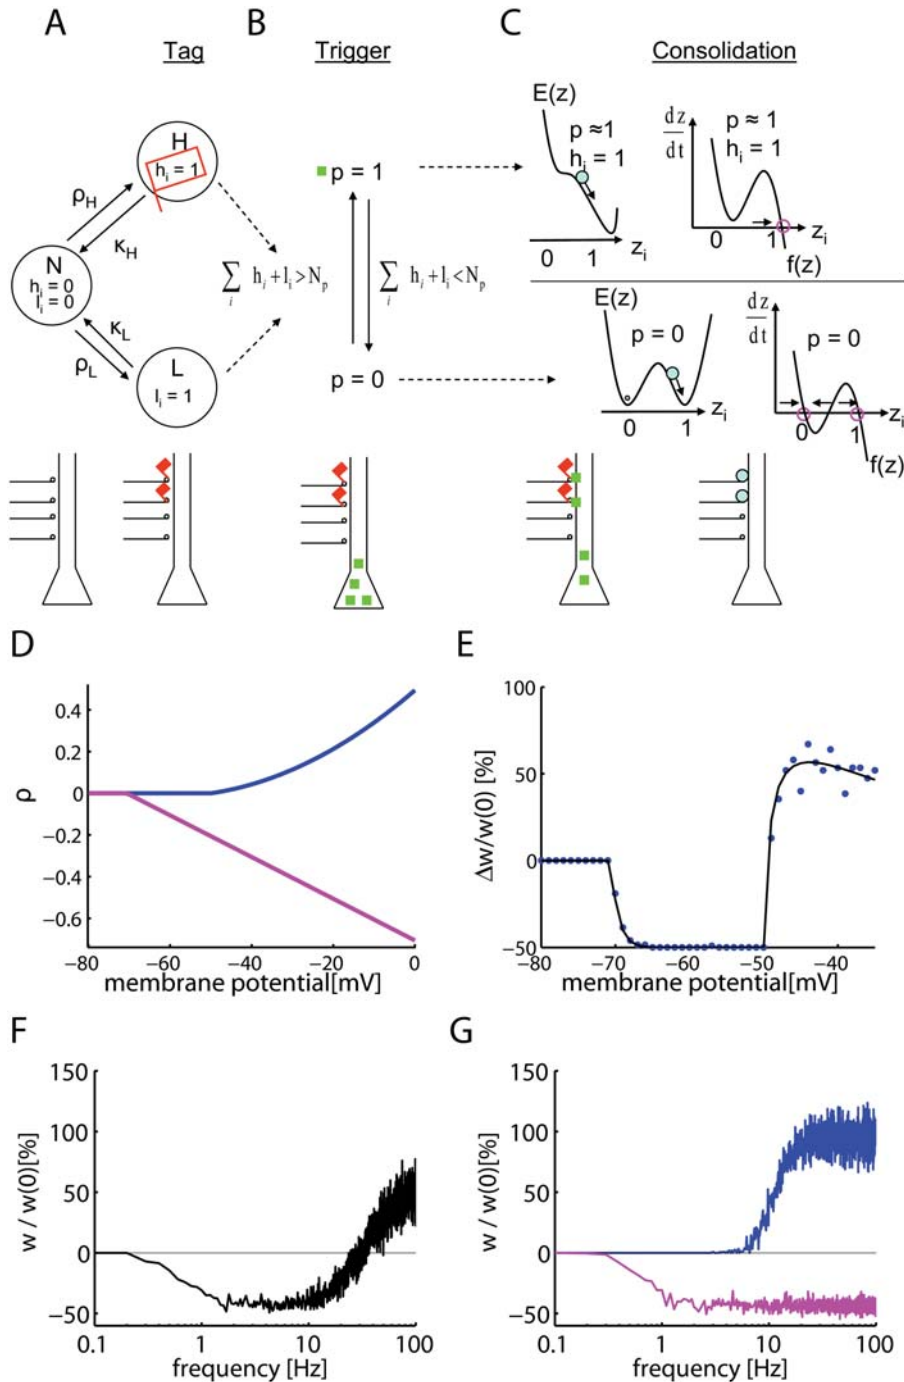 A
B
C
Tag
Trigger
Consolidation
H
h_i = 1
ρ_H
κ_H
N
h_i = 0
l_i = 0
κ_L
ρ_L
L
l_i = 1
∑_i h_i + l_i > N_p
p = 1
∑_i h_i + l_i < N_p
p = 0
E(z)
p ≈1
h_i = 1
0 1 z_i
dz/dt
p ≈ 1
h_i = 1
0 1 z_i
f(z)
E(z)
p = 0
0 1 z_i
dz/dt
p = 0
0 1 z_i
f(z)
D
0.4
0.2
0
−0.2
−0.4
−0.6
ρ
−80 −60 −40 −20 0
membrane potential[mV]
E
100
50
0
−50
Δw/w(0) [%]
−80 −70 −60 −50 −40
membrane potential[mV]
F
150
100
50
0
−50
w / w(0)[%]
0.1 1 10 100
frequency [Hz]
G
150
100
50
0
−50
w / w(0)[%]
0.1 1 10 100
frequency [Hz]